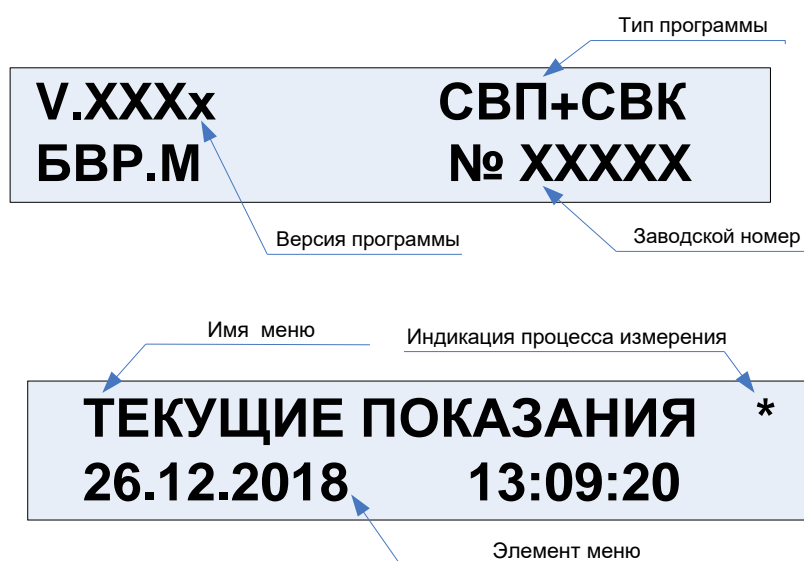 Тип программы
V.XXXx СВП+СВК
БВР.М № XXXXX
Версия программы Заводской номер
Имя меню Индикация процесса измерения
ТЕКУЩИЕ ПОКАЗАНИЯ *
26.12.2018 13:09:20
Элемент меню